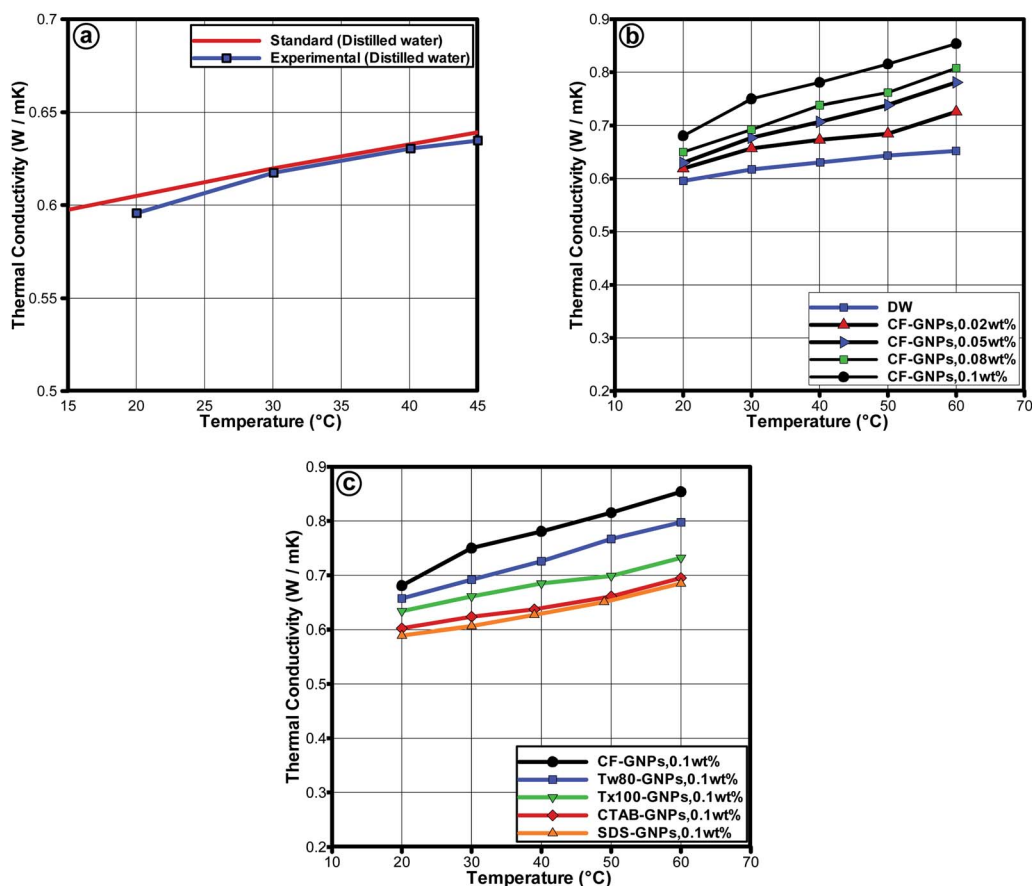 a
Standard (Distilled water)
Experimental (Distilled water)
Thermal Conductivity (W / mK)
0.7
0.65
0.6
0.55
0.5
15 20 25 30 35 40 45
Temperature (°C)
b
Thermal Conductivity (W / mK)
0.9
0.8
0.7
0.6
0.5
0.4
0.3
0.2
DW
CF-GNPs,0.02wt%
CF-GNPs,0.05wt%
CF-GNPs,0.08wt%
CF-GNPs,0.1wt%
10 20 30 40 50 60 70
Temperature (°C)
c
Thermal Conductivity (W / mK)
0.9
0.8
0.7
0.6
0.5
0.4
0.3
0.2
CF-GNPs,0.1wt%
Tw80-GNPs,0.1wt%
Tx100-GNPs,0.1wt%
CTAB-GNPs,0.1wt%
SDS-GNPs,0.1wt%
10 20 30 40 50 60 70
Temperature (°C)